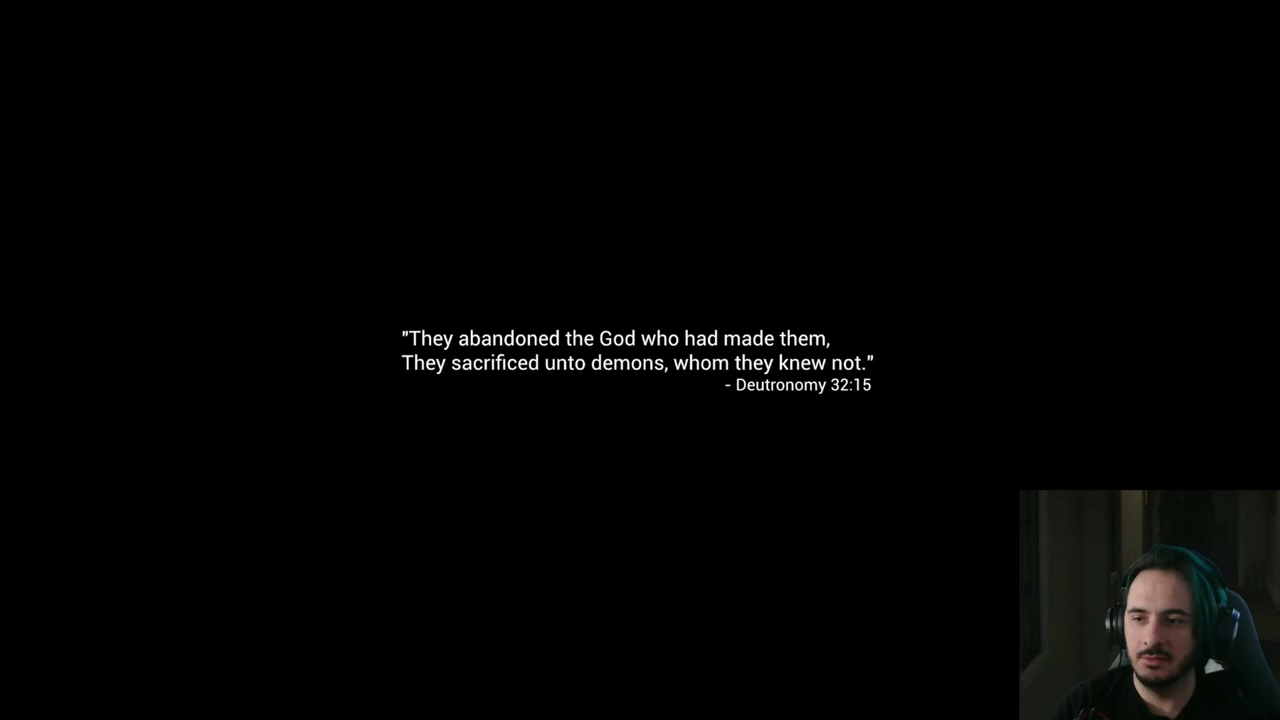 "They abandoned the God who had made them,
They sacrificed unto demons, whom they knew not."
- Deutronomy 32:15